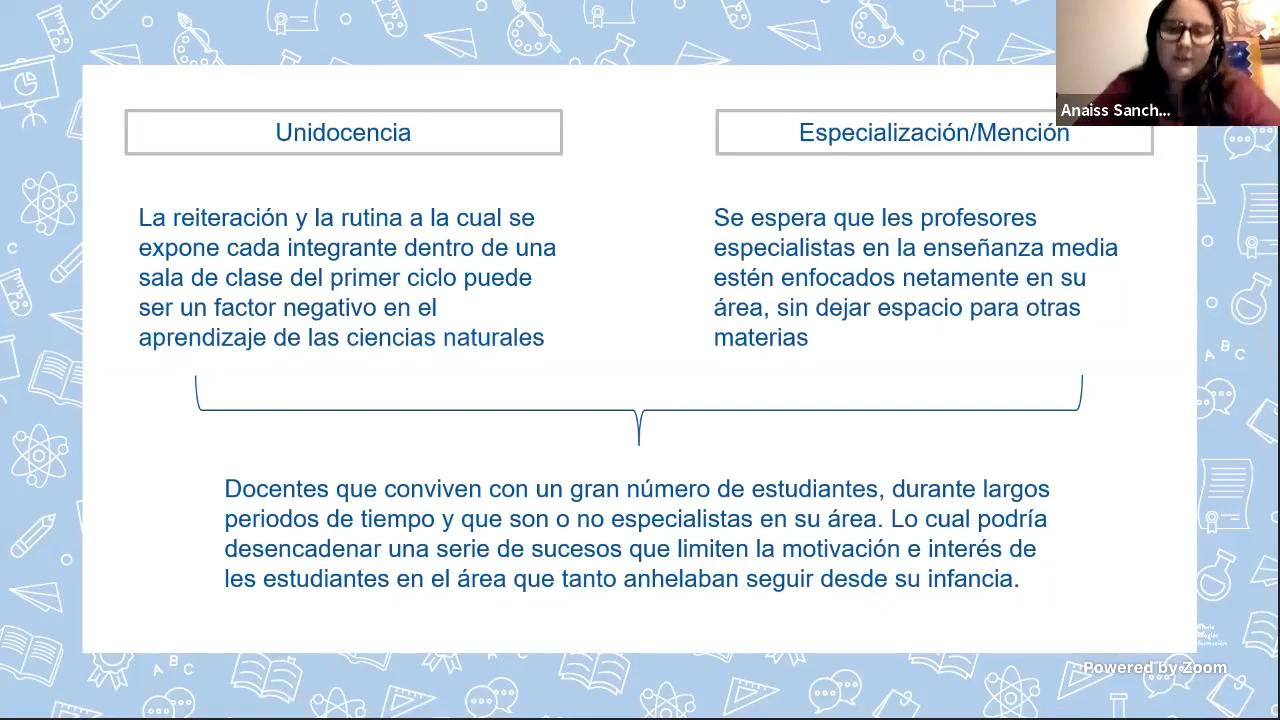 Anaiss Sanch...
Unidocencia
Especialización/Mención
La reiteración y la rutina a la cual se
expone cada integrante dentro de una
sala de clase del primer ciclo puede
ser un factor negativo en el
aprendizaje de las ciencias naturales
Se espera que les profesores
especialistas en la enseñanza media
estén enfocados netamente en su
área, sin dejar espacio para otras
materias
Docentes que conviven con un gran número de estudiantes, durante largos
periodos de tiempo y que son o no especialistas en su área. Lo cual podría
desencadenar una serie de sucesos que limiten la motivación e interés de
les estudiantes en el área que tanto anhelaban seguir desde su infancia.
A B C
A B C
Powered by Zoom